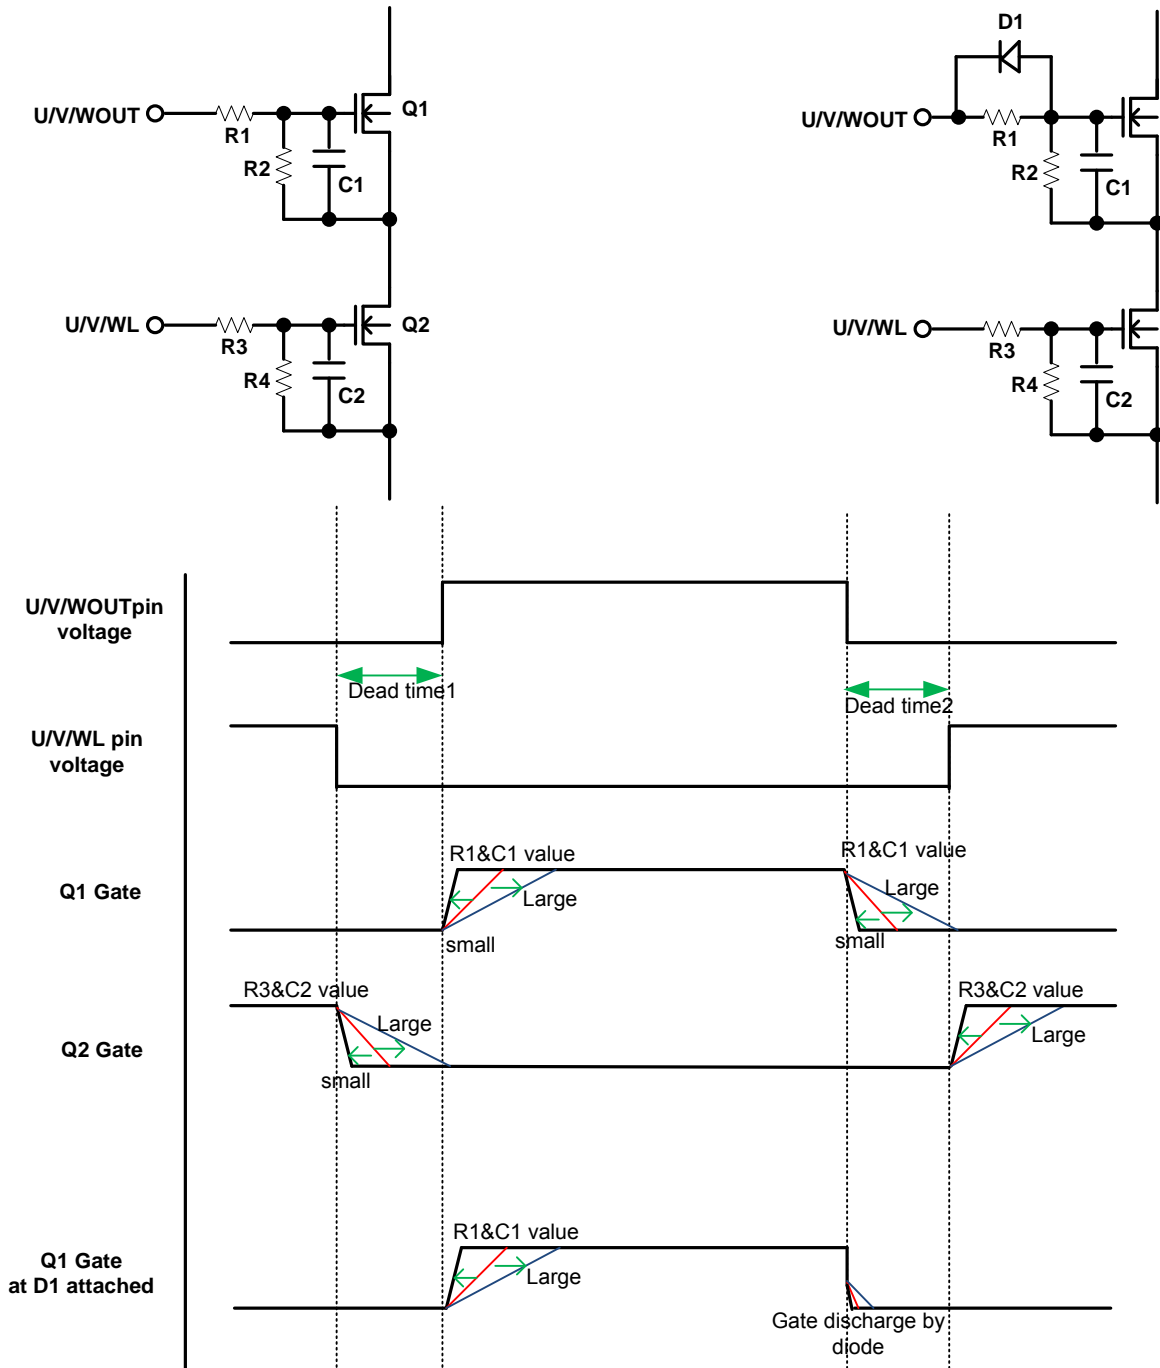 D1
U/V/WOUT
R1
Q1
R2
C1
U/V/WOUT
R1
R2
C1
U/V/WL
R3
Q2
R4
C2
U/V/WL
R3
R4
C2
U/V/WOUTpin
voltage
Dead time1
Dead time2
U/V/WL pin
voltage
R1&C1 value
R1&C1 value
Q1 Gate
Large
Large
small
small
R3&C2 value
R3&C2 value
Q2 Gate
Large
Large
small
R1&C1 value
Q1 Gate
at D1 attached
Large
Gate discharge by
diode